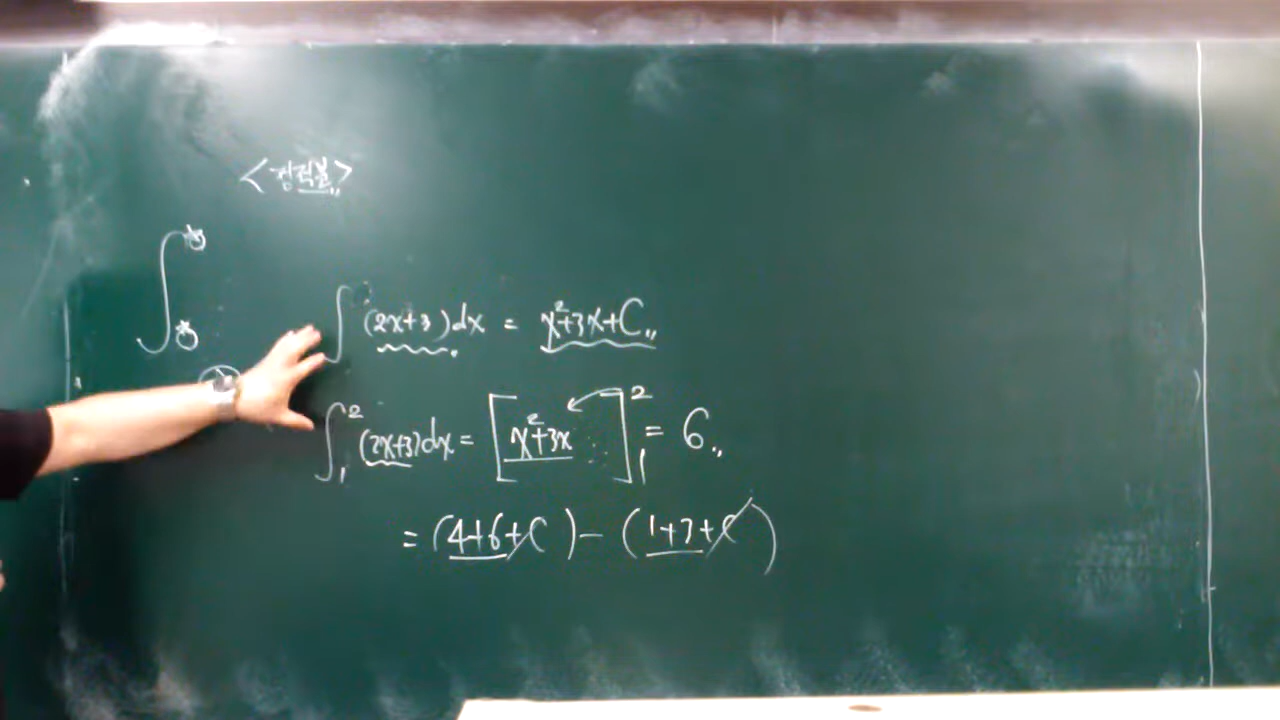 <정적분>
∫(2x+3)dx = x²+3x+C
∫₁²(2x+3)dx = [x²+3x]₁² = 6
= (4+6+C) - (1+3+C)